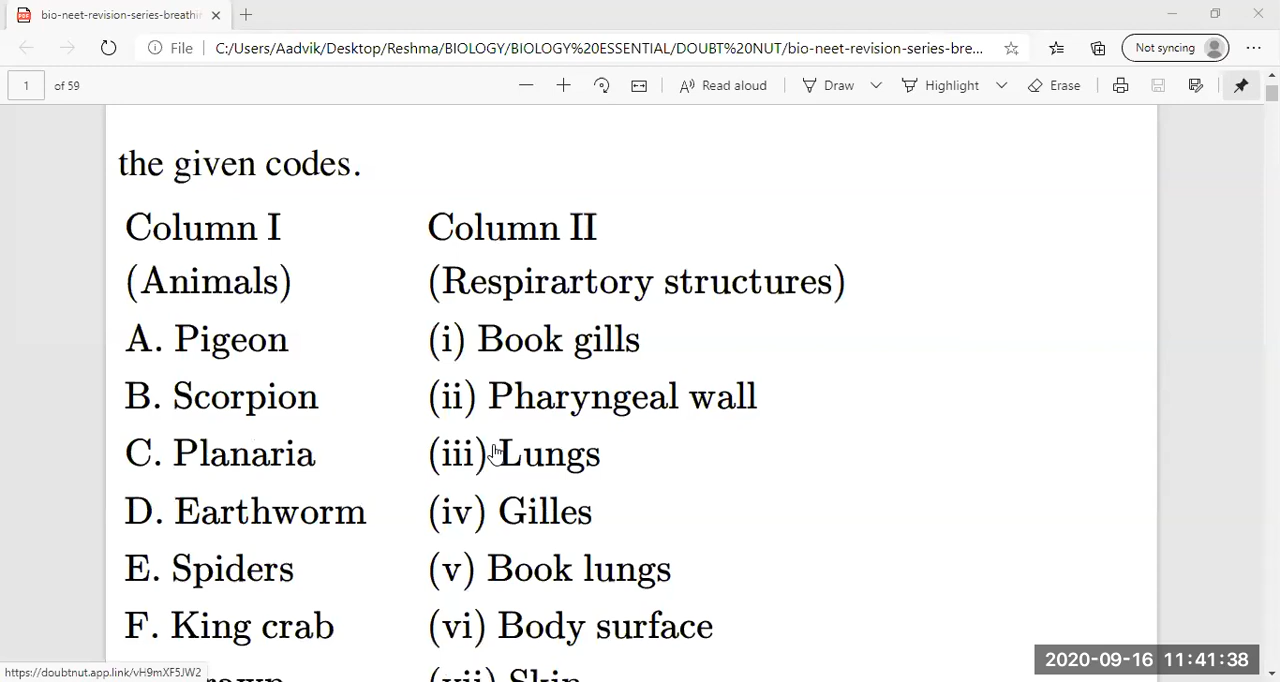 bio-neet-revision-series-breathi
File
C:/Users/Aadvik/Desktop/Reshma/BIOLOGY/BIOLOGY%20ESSENTIAL/DOUBT%20NUT/bio-neet-revision-series-bre...
Not syncing
1 of 59
Read aloud
Draw
Highlight
Erase
the given codes.
Column I Column II
(Animals) (Respirartory structures)
A. Pigeon (i) Book gills
B. Scorpion (ii) Pharyngeal wall
C. Planaria (iii) Lungs
D. Earthworm (iv) Gilles
E. Spiders (v) Book lungs
F. King crab (vi) Body surface
(vii) Skin
2020-09-16 11:41:38
https://doubtnut.app.link/vH9mXF5JW2